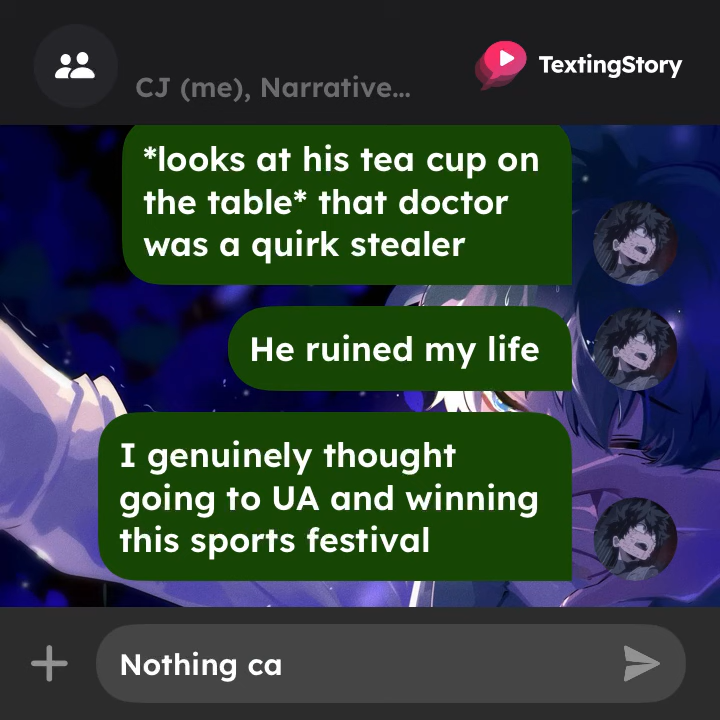 CJ (me), Narrative...
TextingStory
*looks at his tea cup on
the table* that doctor
was a quirk stealer
He ruined my life
I genuinely thought
going to UA and winning
this sports festival
Nothing ca